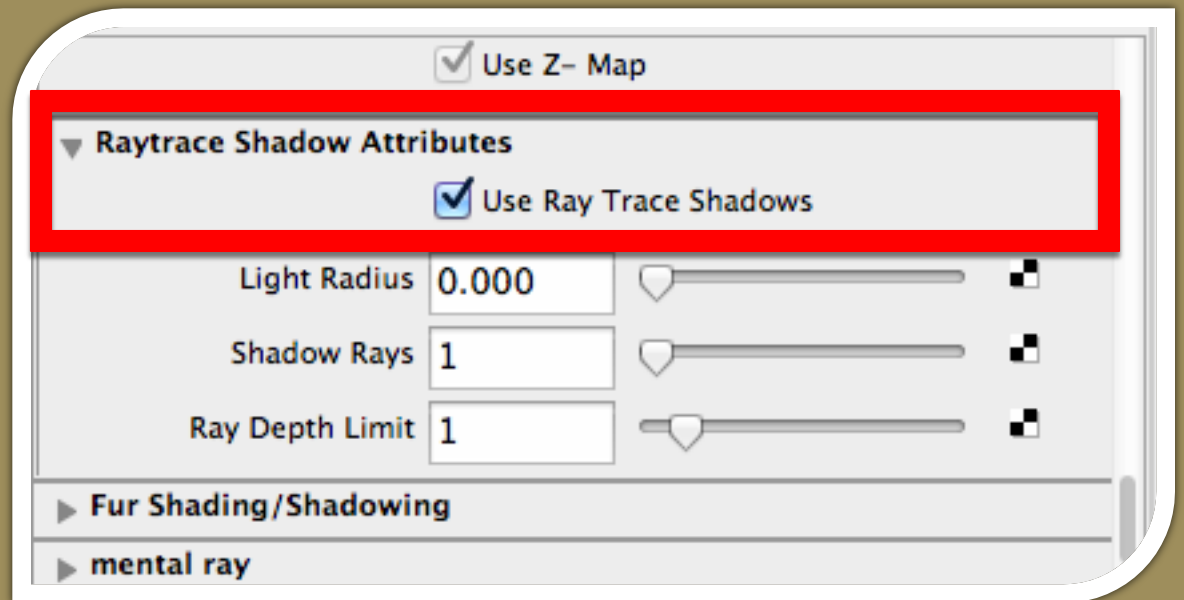 Use Z- Map
Raytrace Shadow Attributes
Use Ray Trace Shadows
Light Radius 0.000
Shadow Rays 1
Ray Depth Limit 1
Fur Shading/Shadowing
mental ray